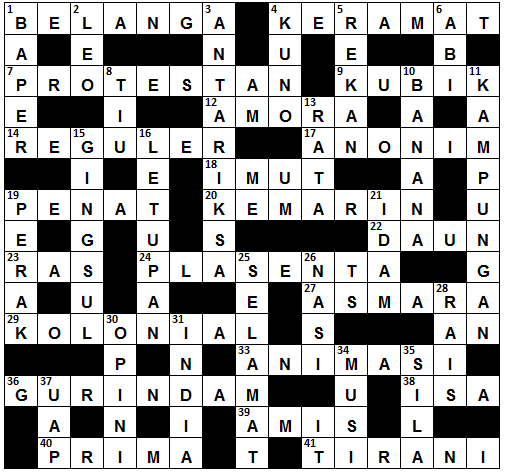 1 2 3 4 5 6
B E L A N G A K E R A M A T
A E N U E B
7 8 9 10 11
P R O T E S T A N K U B I K
12 13
E I A M O R A A A
14 15 16 17
R E G U L E R A N O N I M
18
I E I M U T A P
19 20 21
P E N A T K E M A R I N U
22
E G U S D A U N
23 24 25 26
R A S P L A S E N T A G
27 28
A U A E A S M A R A
29 30 31
K O L O N I A L S A N
33 34 35
P N A N I M A S I
36 37 38
G U R I N D A M U I S A
39
A N I A M I S L
40 41
P R I M A T T I R A N I